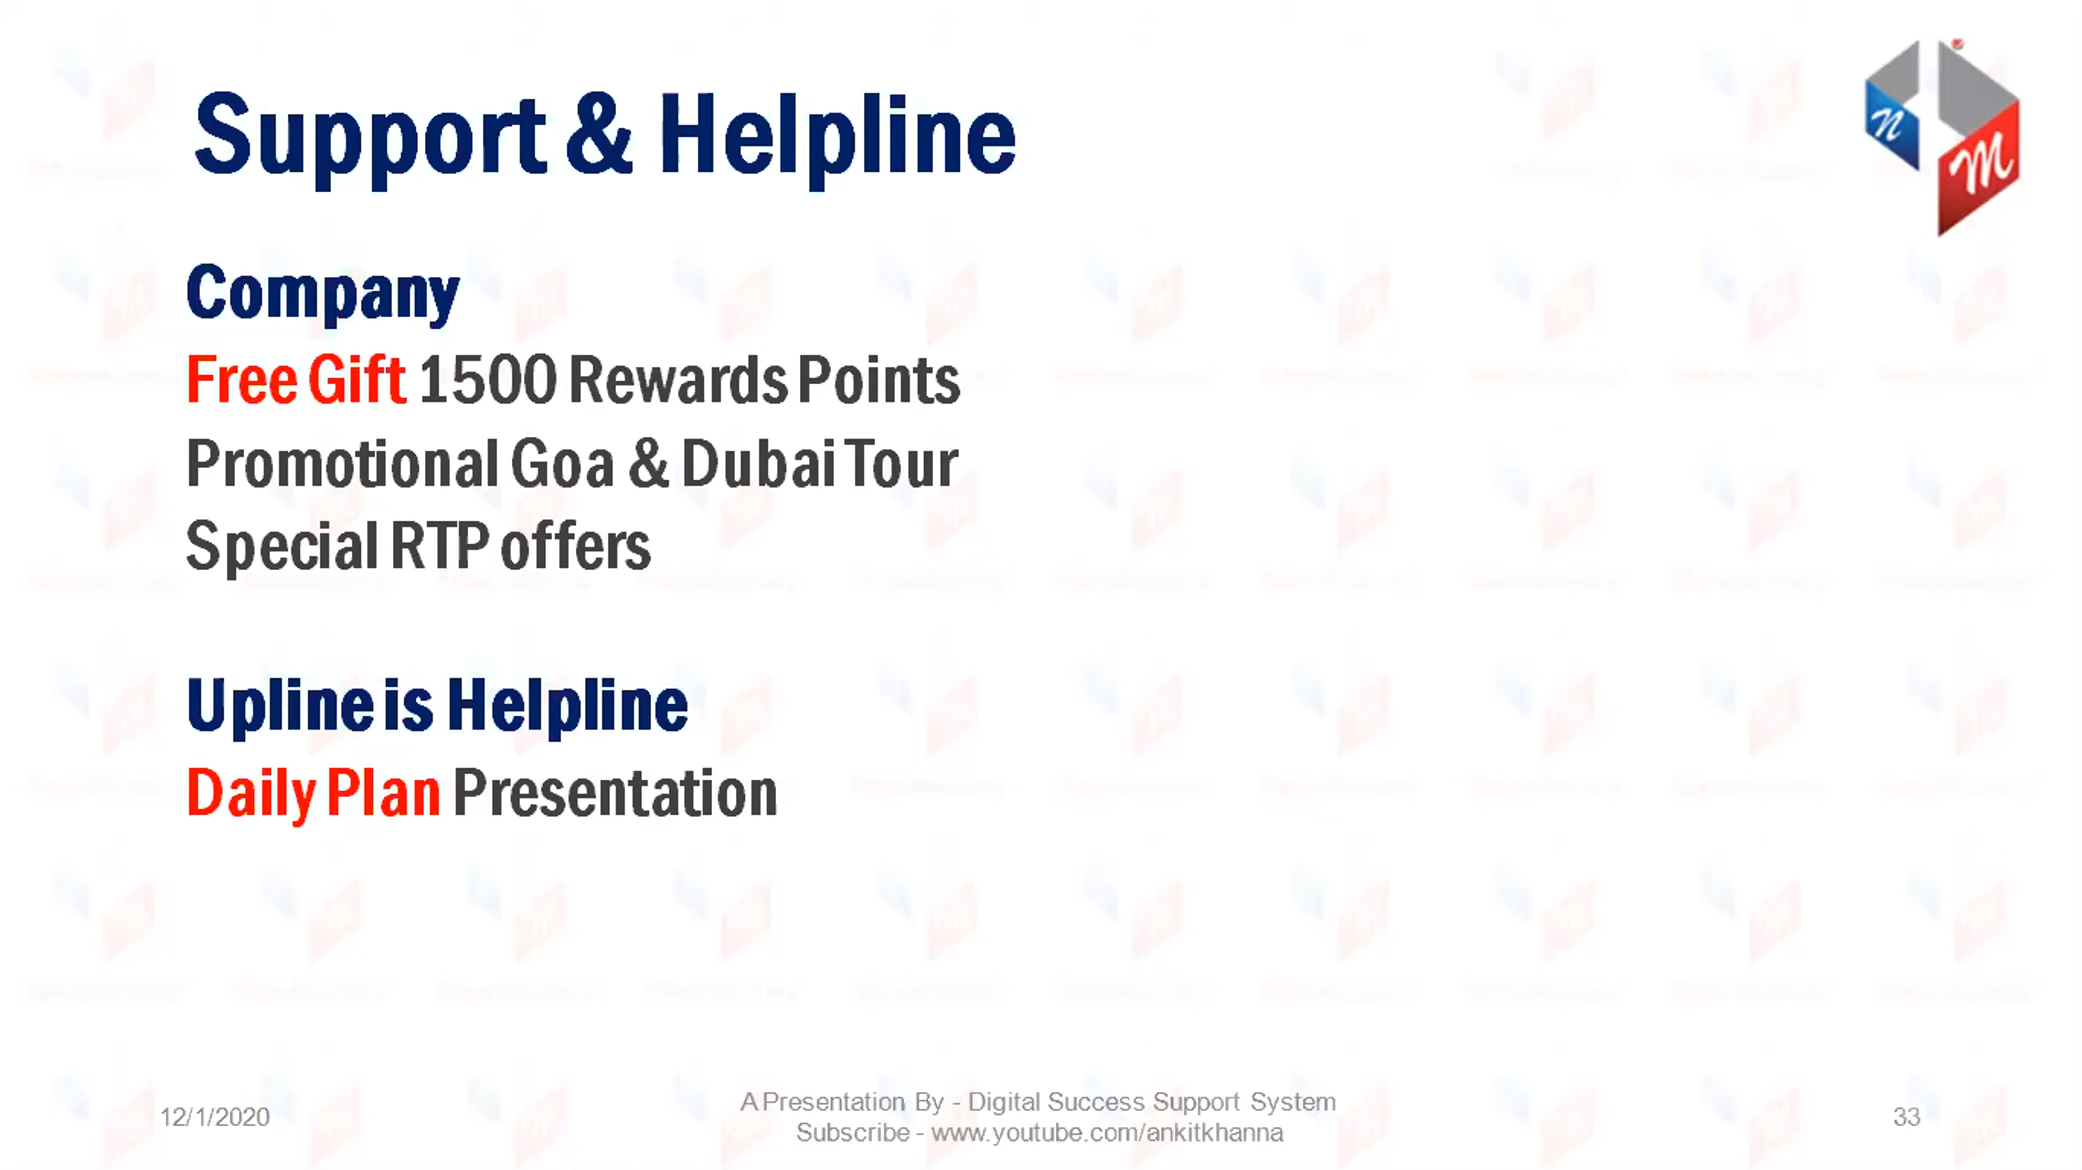 Support & Helpline
n
M
Company
Free Gift 1500 Rewards Points
Promotional Goa & Dubai Tour
Special RTP offers
Upline is Helpline
Daily Plan Presentation
12/1/2020
A Presentation By - Digital Success Support System
Subscribe - www.youtube.com/ankitkhanna
33